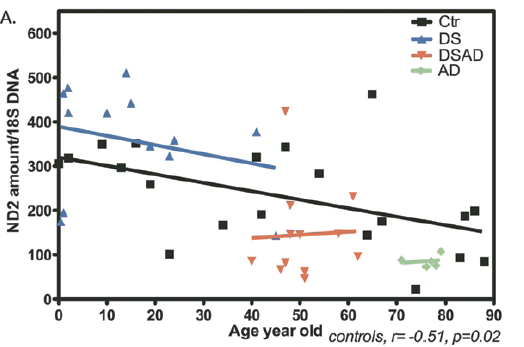 A.
Ctr
DS
DSAD
AD
ND2 amount/18S DNA
600
500
400
300
200
100
0
0 10 20 30 40 50 60 70 80 90
Age year old
controls, r= -0.51, p=0.02